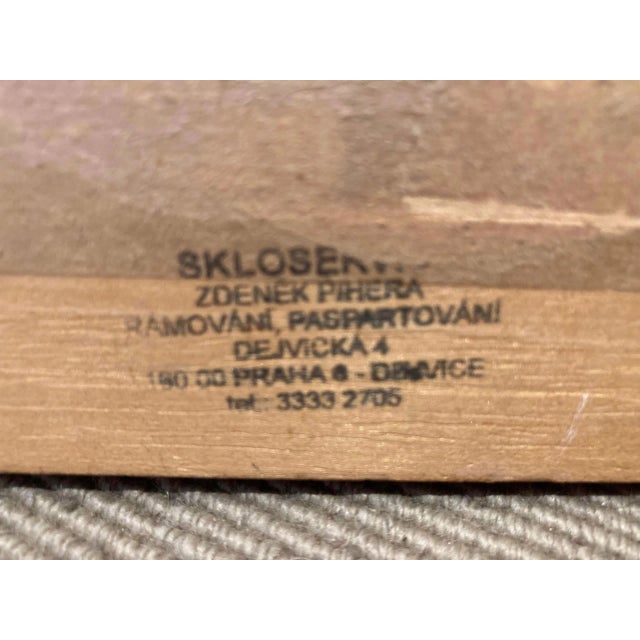 SKLOSERVIS
ZDENĚK PIHERA
RÁMOVÁNÍ, PASPARTOVÁNÍ
DEJVICKÁ 4
160 00 PRAHA 6 - DEJVICE
tel.: 3333 2705